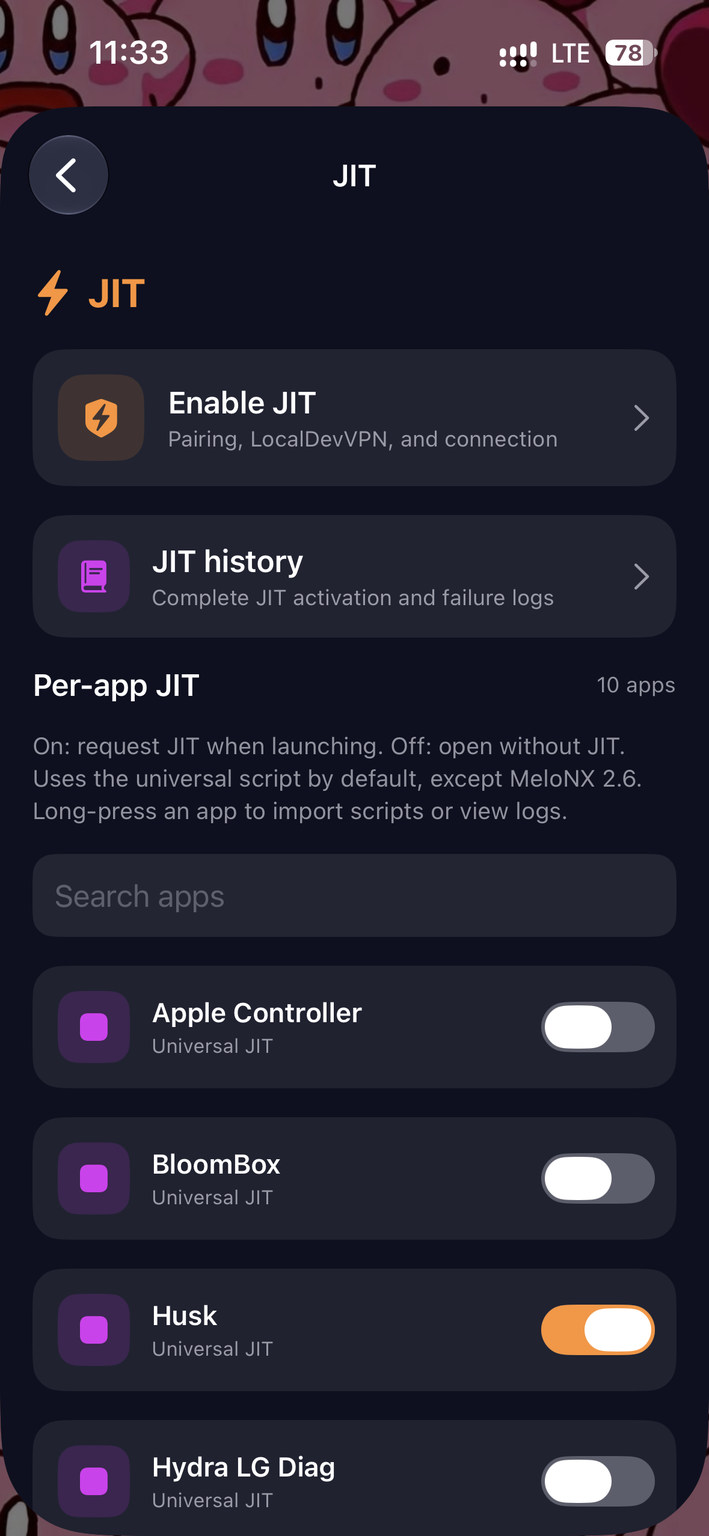 11:33
LTE
78
JIT
JIT
Enable JIT
Pairing, LocalDevVPN, and connection
JIT history
Complete JIT activation and failure logs
Per-app JIT
10 apps
On: request JIT when launching. Off: open without JIT.
Uses the universal script by default, except MeloNX 2.6.
Long-press an app to import scripts or view logs.
Search apps
Apple Controller
Universal JIT
BloomBox
Universal JIT
Husk
Universal JIT
Hydra LG Diag
Universal JIT